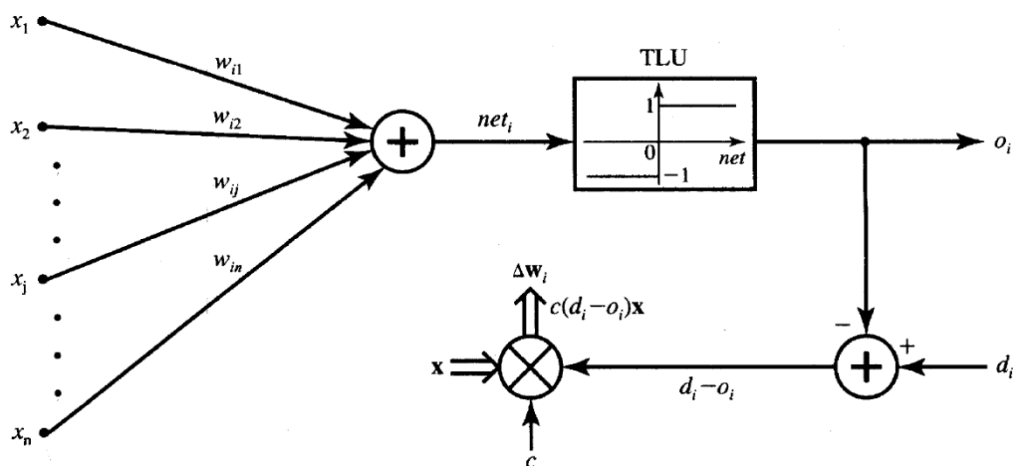 x₁
TLU
wᵢ₁
1
x₂
wᵢ₂
netᵢ
0
net
oᵢ
−1
wᵢⱼ
wᵢₙ
xⱼ
Δ𝐰ᵢ
c(dᵢ−oᵢ)𝐱
−
+
𝐱
dᵢ
dᵢ−oᵢ
xₙ
c